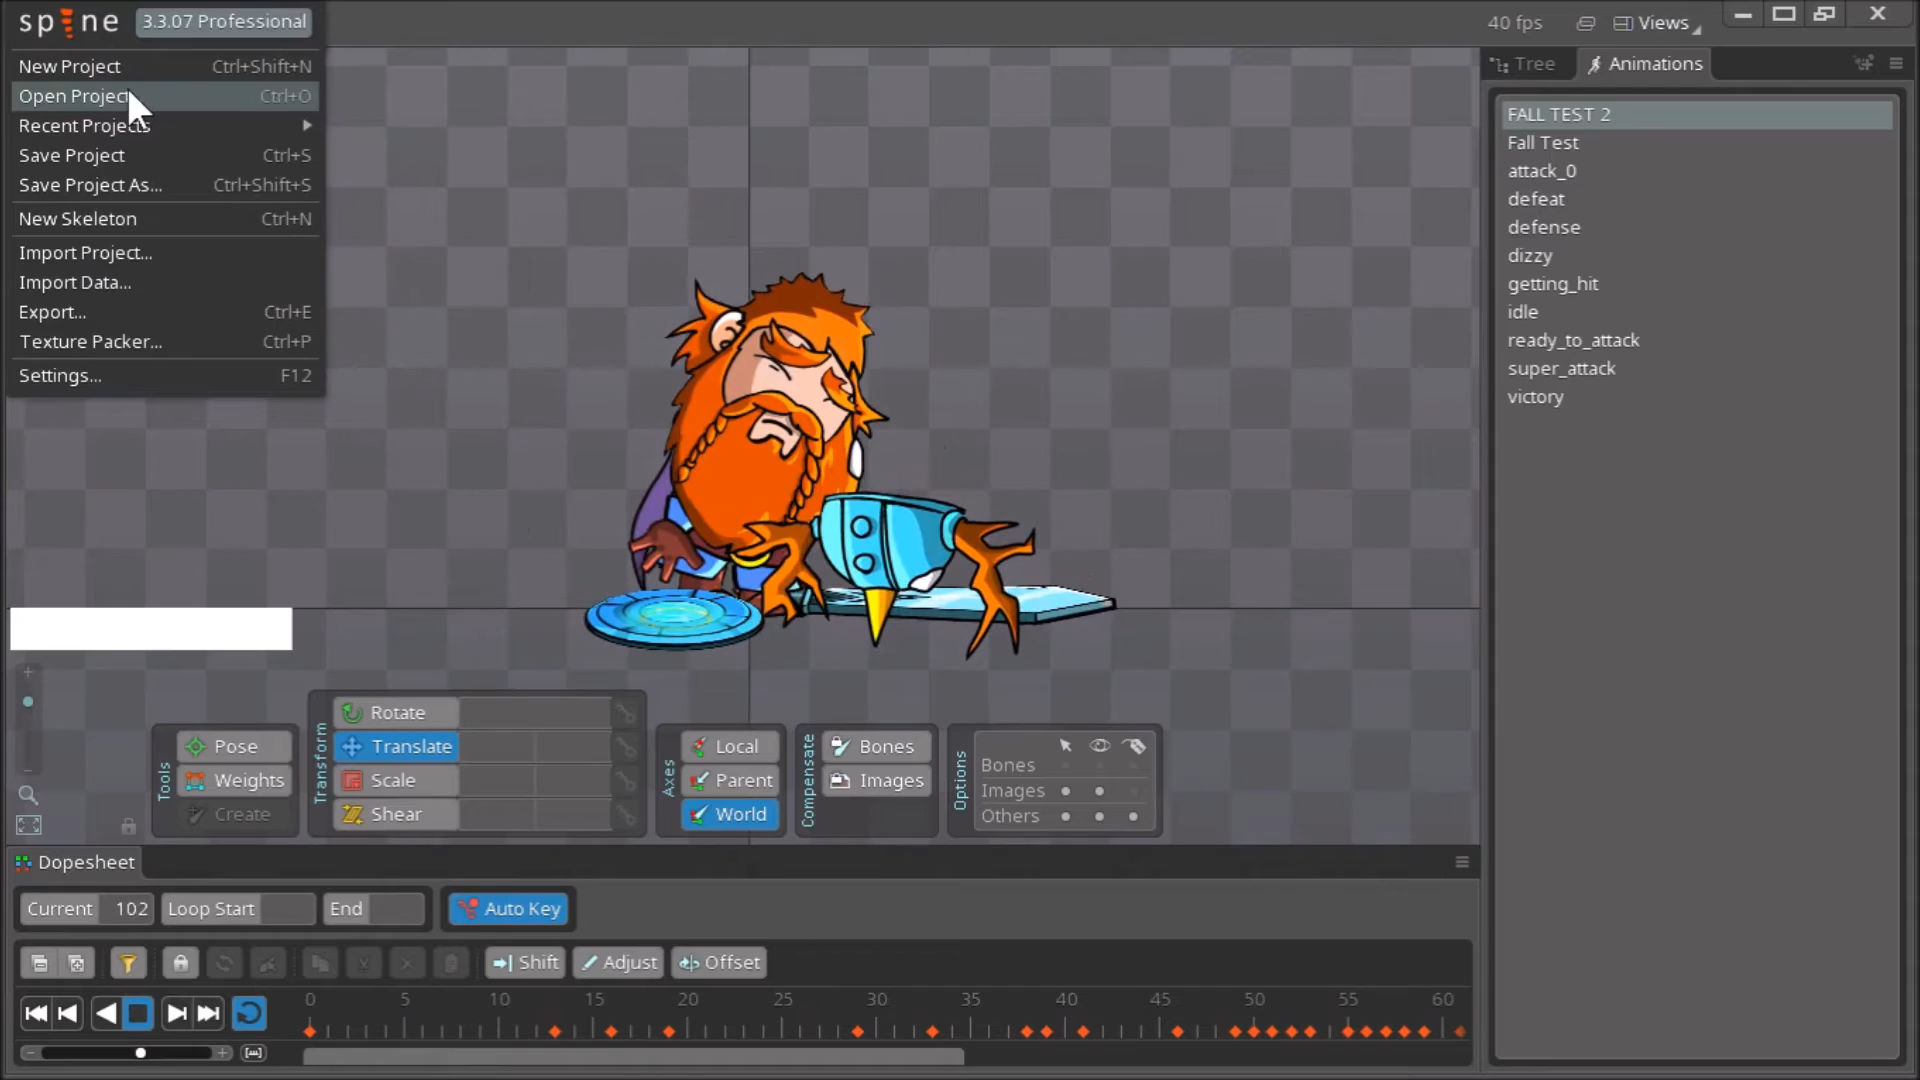 spine 3.3.07 Professional
40 fps
Views
New Project Ctrl+Shift+N
Open Project Ctrl+O
Recent Projects
Save Project Ctrl+S
Save Project As... Ctrl+Shift+S
New Skeleton Ctrl+N
Import Project...
Import Data...
Export... Ctrl+E
Texture Packer... Ctrl+P
Settings... F12
Tree
Animations
FALL TEST 2
Fall Test
attack_0
defeat
defense
dizzy
getting_hit
idle
ready_to_attack
super_attack
victory
Tools
Pose
Weights
Create
Transform
Rotate
Translate
Scale
Shear
Axes
Local
Parent
World
Compensate
Bones
Images
Options
Bones
Images
Others
Dopesheet
Current 102 Loop Start End Auto Key
Shift Adjust Offset
0 5 10 15 20 25 30 35 40 45 50 55 60